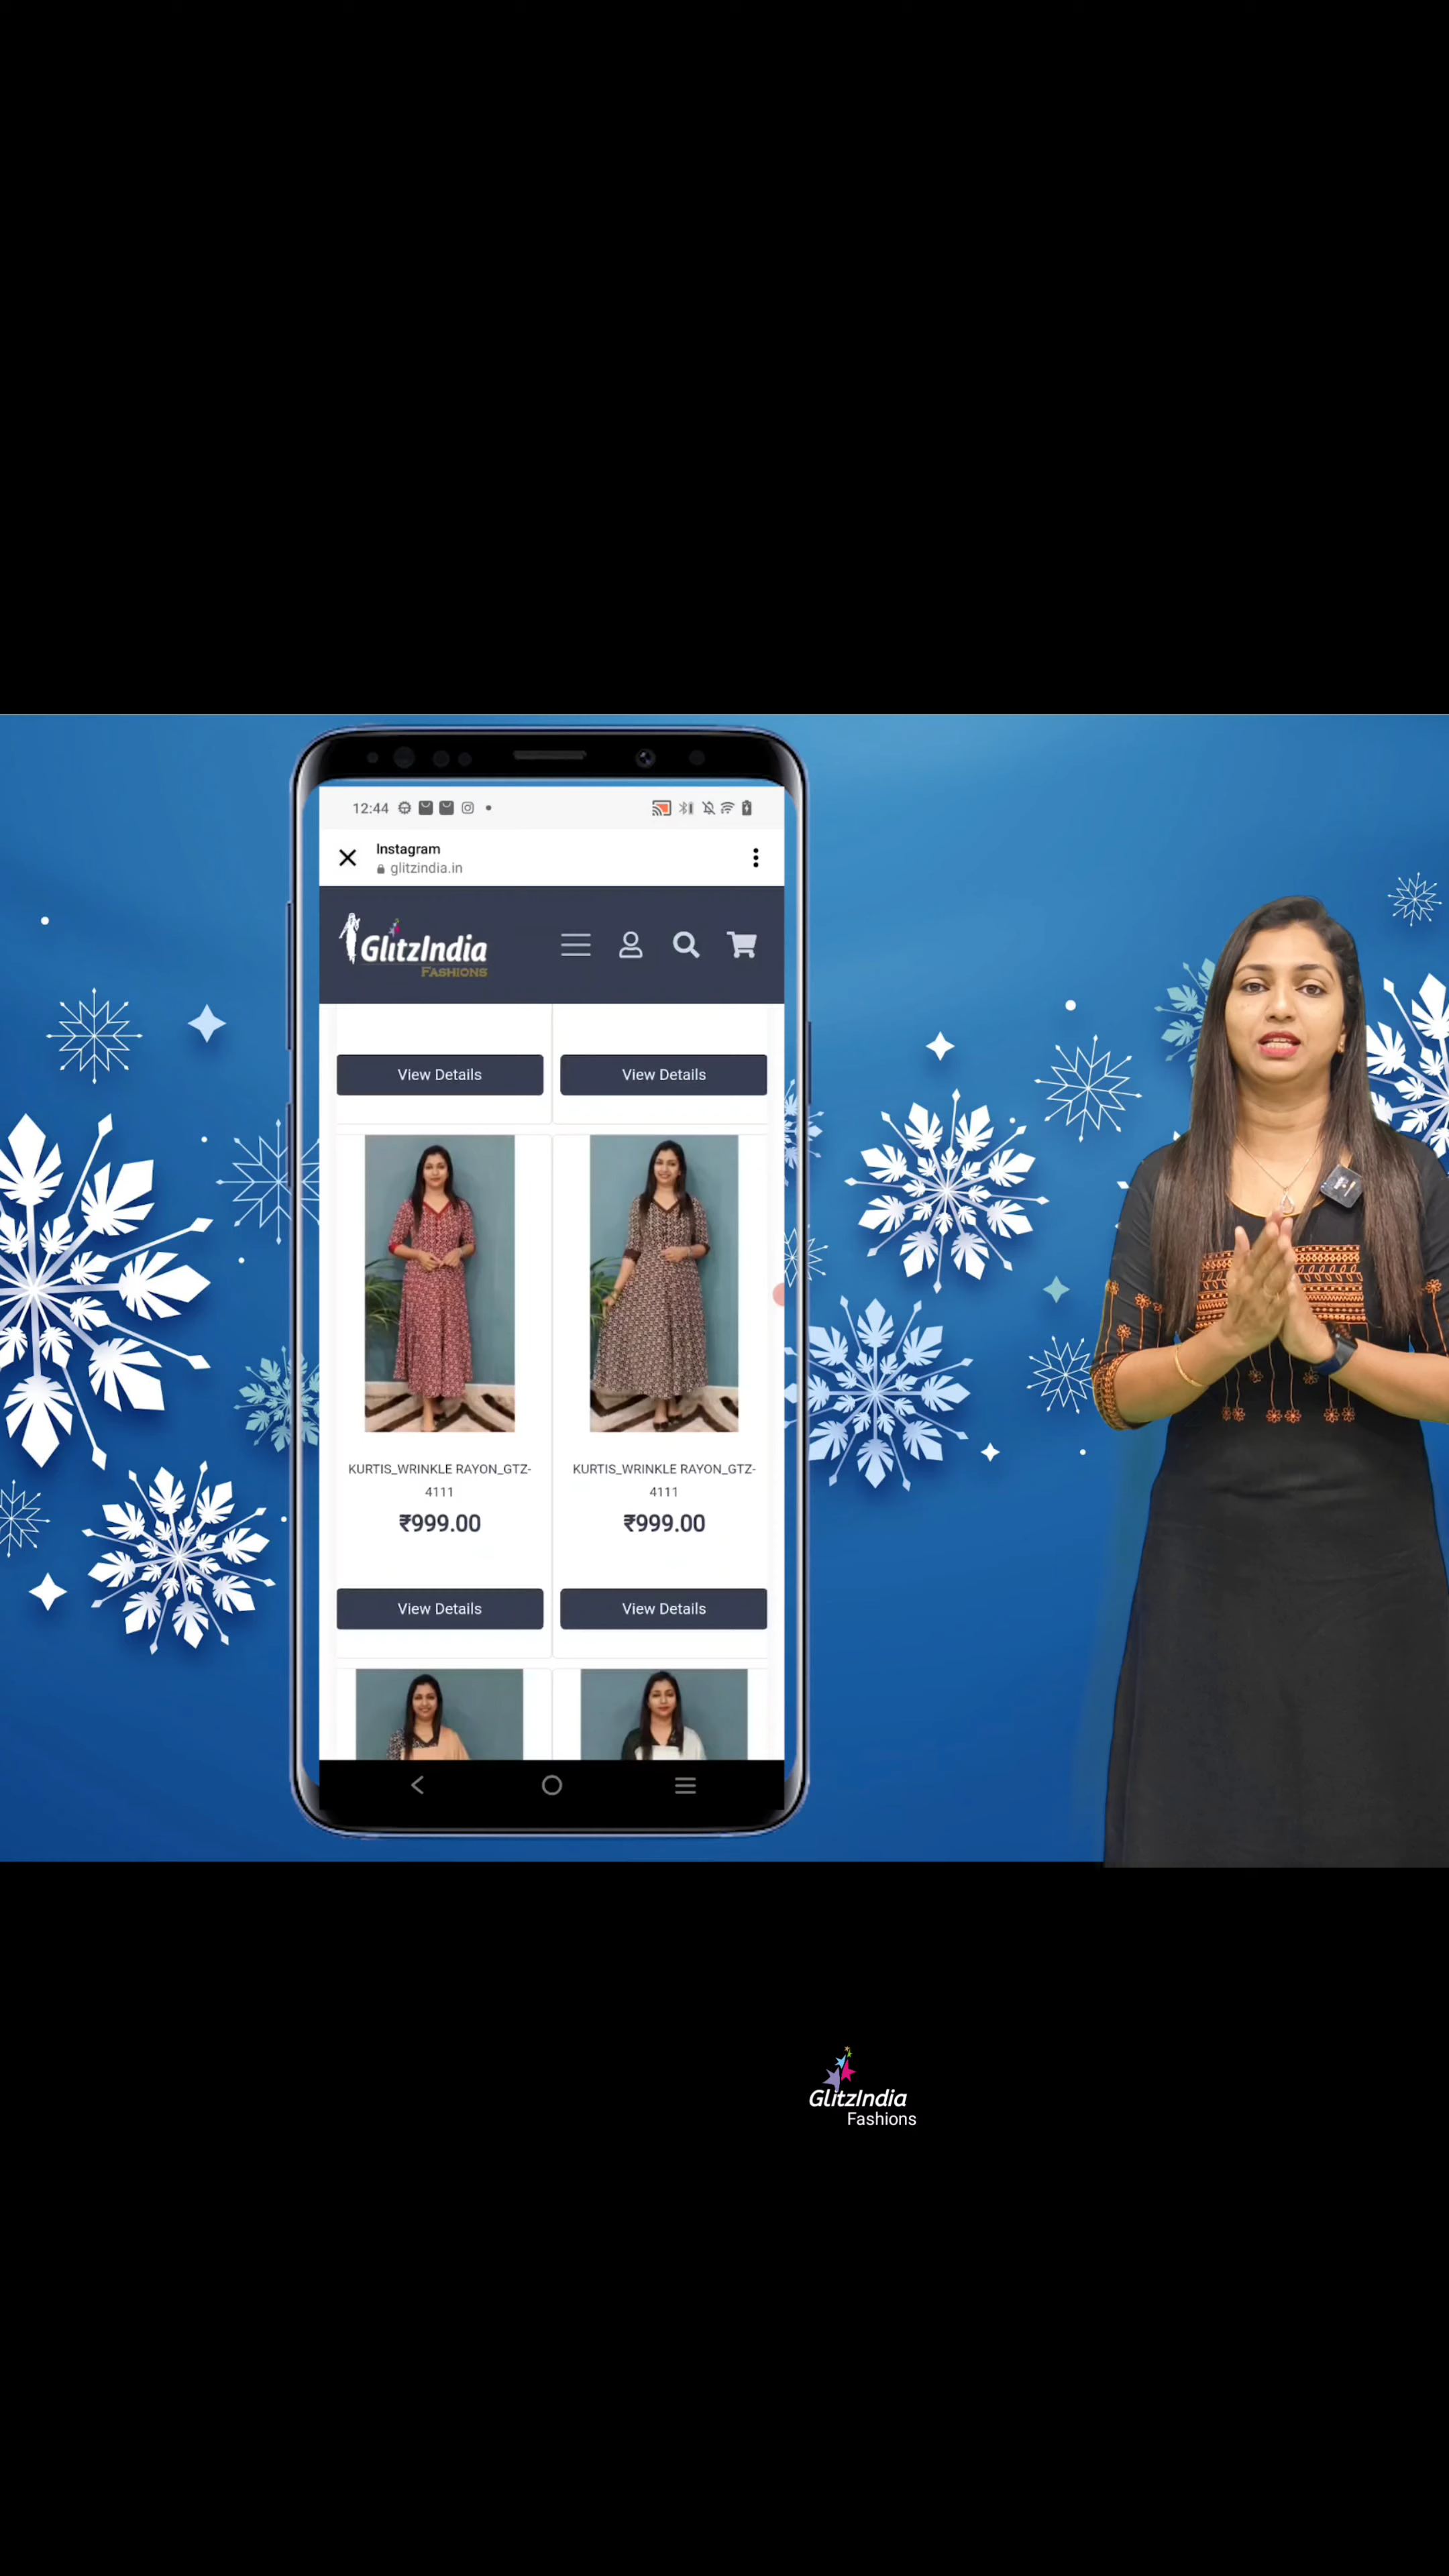 12:44
Instagram
glitzindia.in
GlitzIndia
FASHIONS
View Details View Details
KURTIS_WRINKLE RAYON_GTZ- KURTIS_WRINKLE RAYON_GTZ-
4111 4111
₹999.00 ₹999.00
View Details View Details
GlitzIndia
Fashions